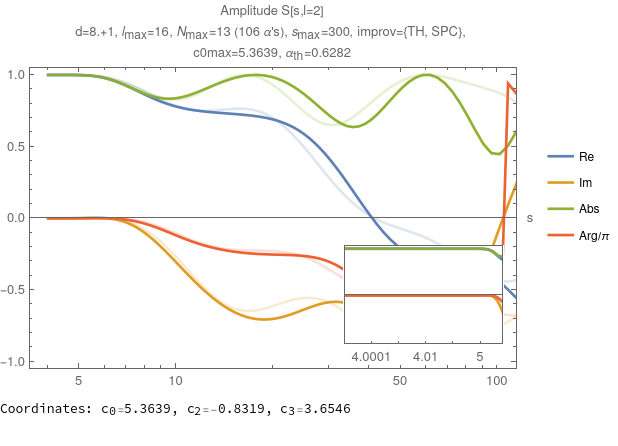 Amplitude S[s,l=2]
d=8.+1, lmax=16, Nmax=13 (106 α's), smax=300, improv={TH, SPC},
c0max=5.3639, αth=0.6282
1.0
0.5
0.0
-0.5
-1.0
s
4.0001 4.01 5
5 10 50 100
Re
Im
Abs
Arg/π
Coordinates: c0=5.3639, c2=-0.8319, c3=3.6546